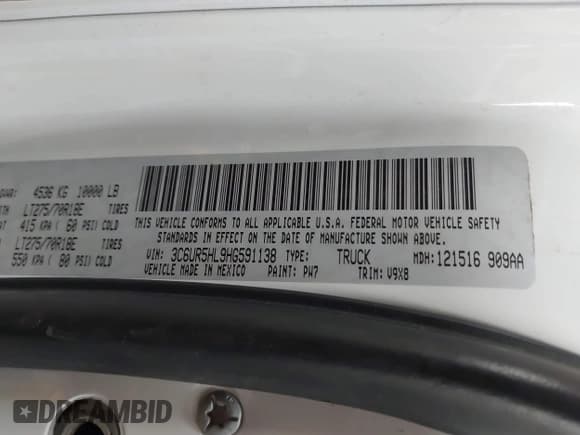 GVWR: 4536 KG 10000 LB
WITH LT275/70R18E TIRES
AT 415 KPA ( 60 PSI) COLD
LT275/70R18E TIRES
550 KPA ( 80 PSI) COLD
THIS VEHICLE CONFORMS TO ALL APPLICABLE U.S.A. FEDERAL MOTOR VEHICLE SAFETY
STANDARDS IN EFFECT ON THE DATE OF MANUFACTURE SHOWN ABOVE.
VIN: 3C6UR5HL9HG591138 TYPE: TRUCK MDH: 121516 909AA
VEHICLE MADE IN MEXICO PAINT: PW7 TRIM: V9X8
DREAMBID